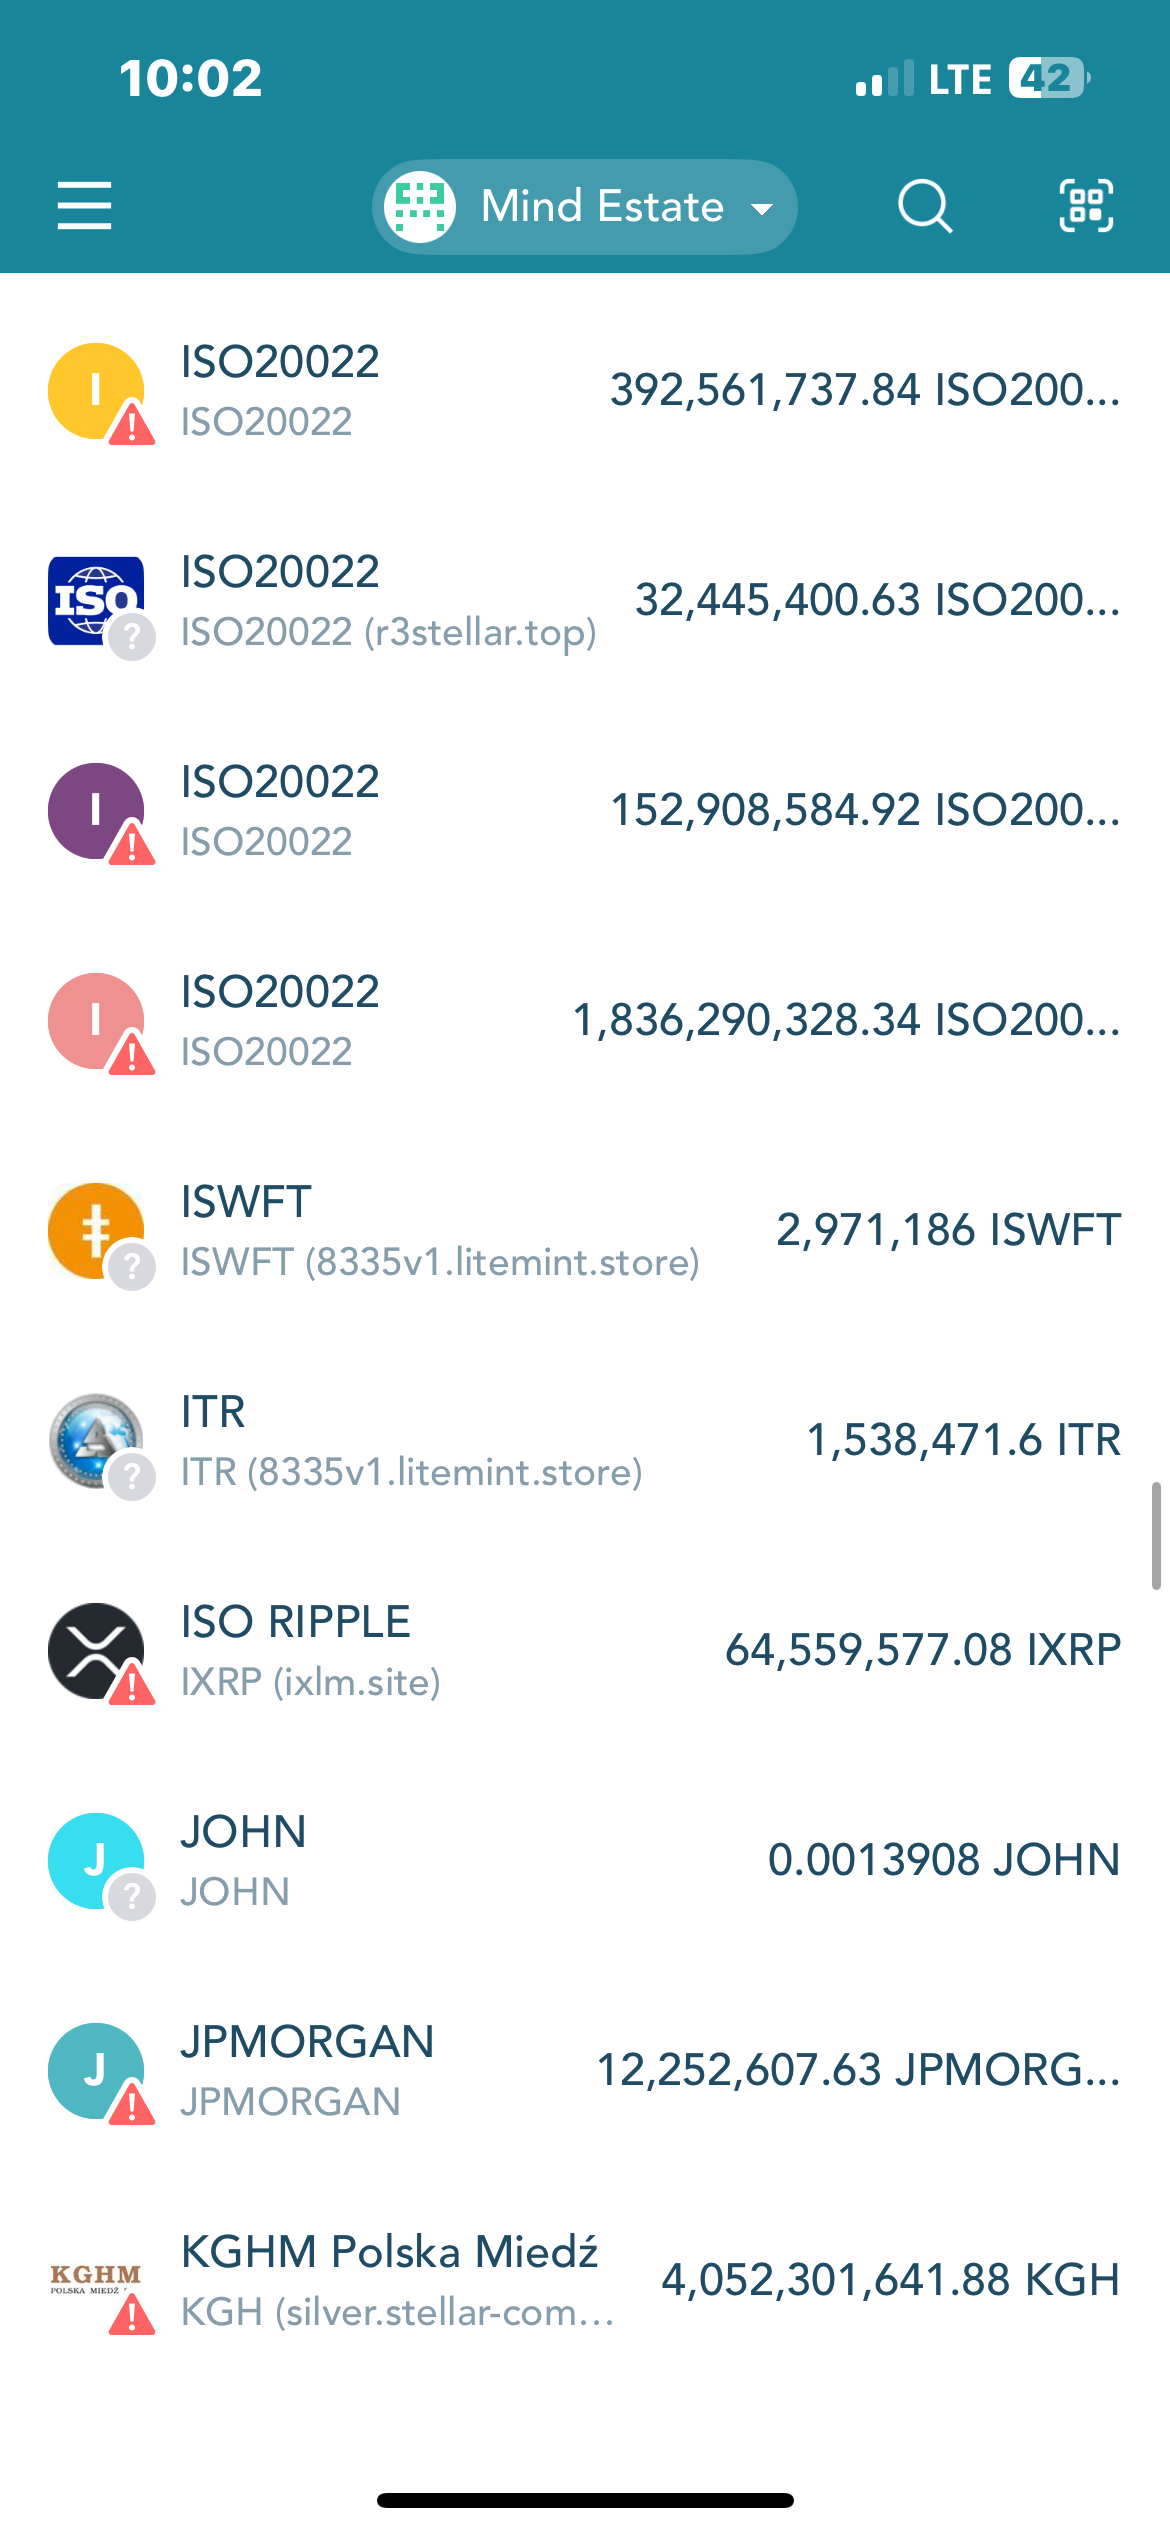 10:02
LTE 42
Mind Estate
I
ISO20022
ISO20022
392,561,737.84 ISO200...
ISO
ISO20022
ISO20022 (r3stellar.top)
32,445,400.63 ISO200...
I
ISO20022
ISO20022
152,908,584.92 ISO200...
I
ISO20022
ISO20022
1,836,290,328.34 ISO200...
ISWFT
ISWFT (8335v1.litemint.store)
2,971,186 ISWFT
ITR
ITR (8335v1.litemint.store)
1,538,471.6 ITR
ISO RIPPLE
IXRP (ixlm.site)
64,559,577.08 IXRP
J
JOHN
JOHN
0.0013908 JOHN
J
JPMORGAN
JPMORGAN
12,252,607.63 JPMORG...
KGHM
POLSKA MIEDŹ
KGHM Polska Miedź
KGH (silver.stellar-com...
4,052,301,641.88 KGH